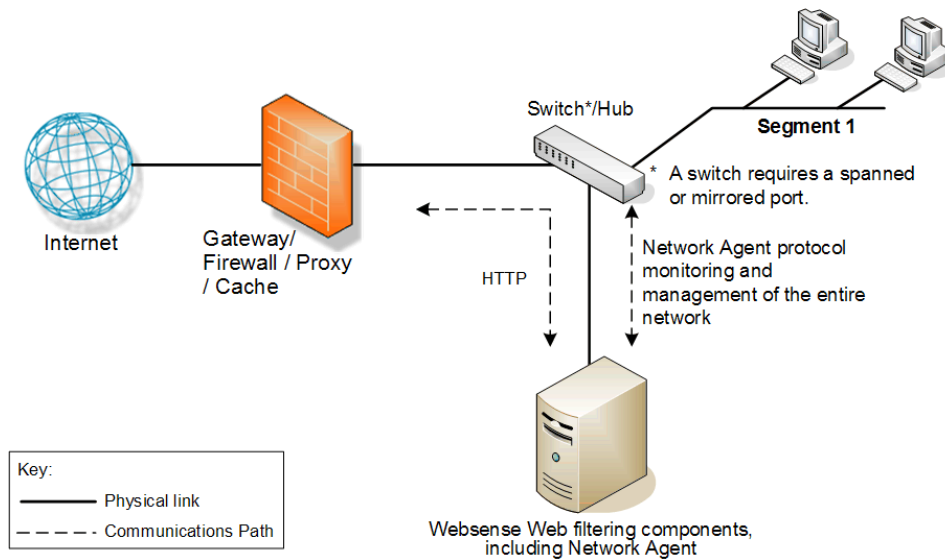 Switch*/Hub
Segment 1
* A switch requires a spanned
or mirrored port.
Internet
Gateway/
Firewall / Proxy
/ Cache
HTTP
Network Agent protocol
monitoring and
management of the entire
network
Key:
Physical link
Communications Path
Websense Web filtering components,
including Network Agent